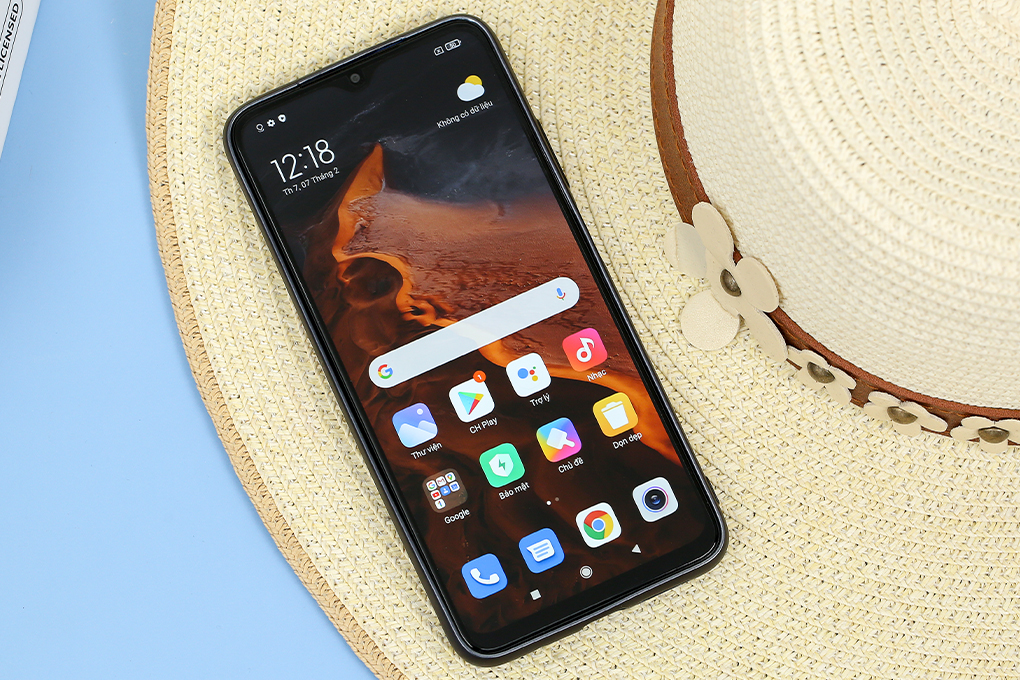 LICENSED
12:18
Th 7, 07 Tháng 2
Không có dữ liệu
G
Thư viện
1
CH Play
Trợ lý
Nhạc
Google
Bảo mật
Chủ đề
Dọn dẹp